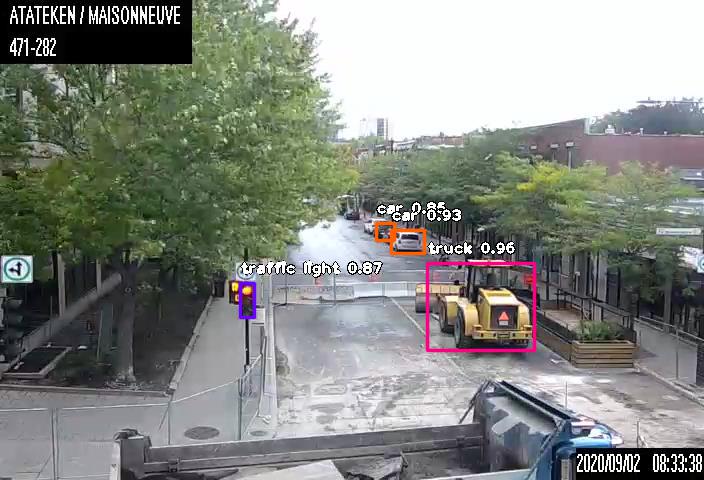 ATATEKEN / MAISONNEUVE
471-282
car 0.85
car 0.93
truck 0.96
traffic light 0.87
2020/09/02 08:33:38